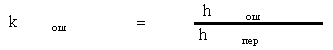 k ош = h ош
h пер